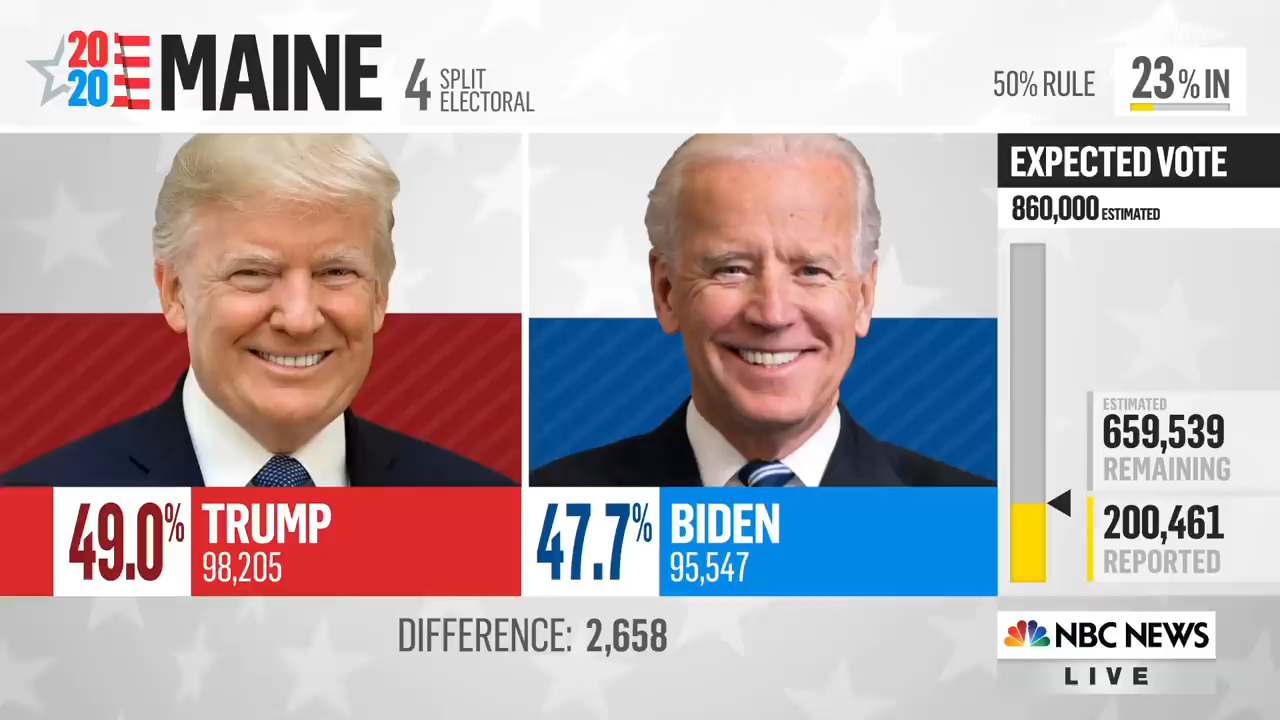 2020 MAINE 4 SPLIT ELECTORAL
50% RULE 23% IN
EXPECTED VOTE
860,000 ESTIMATED
ESTIMATED
659,539
REMAINING
200,461
REPORTED
49.0% TRUMP
98,205
47.7% BIDEN
95,547
DIFFERENCE: 2,658
NBC NEWS
LIVE